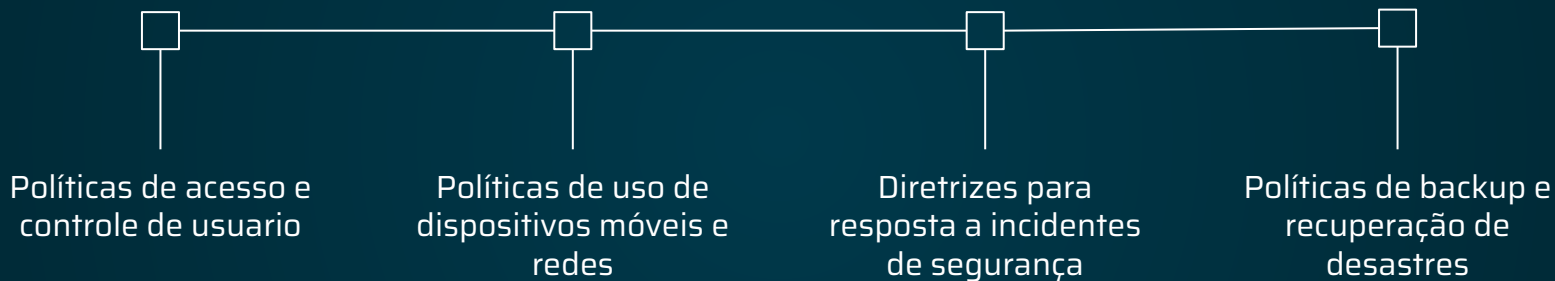 Políticas de acesso e
controle de usuario
Políticas de uso de
dispositivos móveis e
redes
Diretrizes para
resposta a incidentes
de segurança
Políticas de backup e
recuperação de
desastres